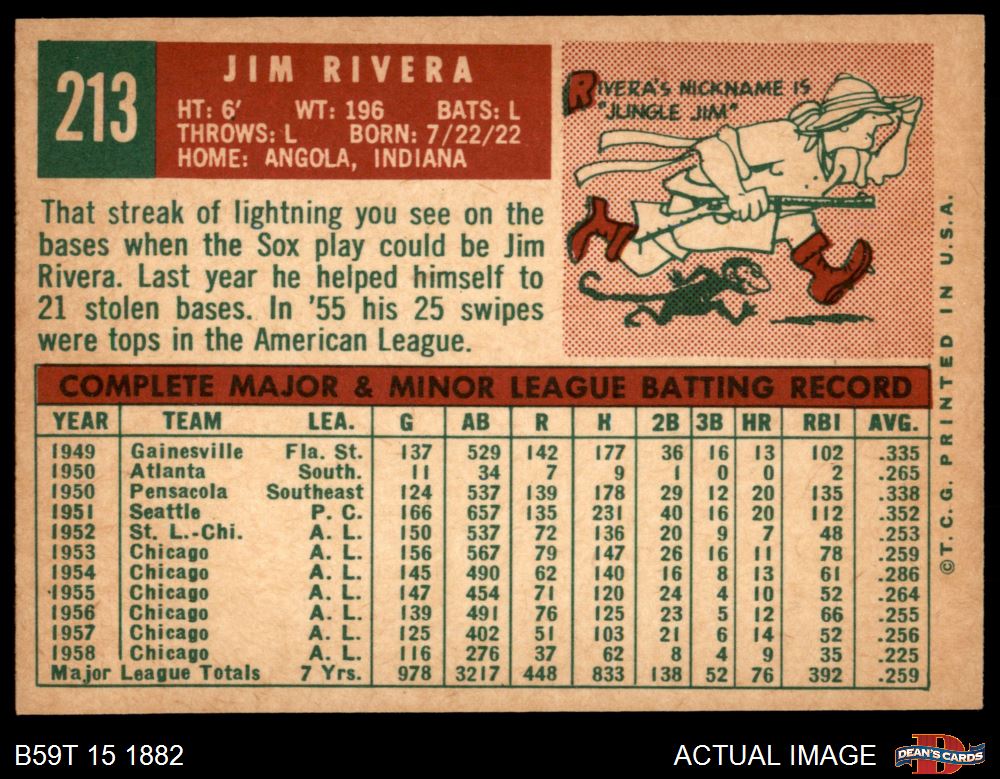 213
JIM RIVERA
HT: 6' WT: 196 BATS: L
THROWS: L BORN: 7/22/22
HOME: ANGOLA, INDIANA
RIVERA'S NICKNAME IS
"JUNGLE JIM"
That streak of lightning you see on the
bases when the Sox play could be Jim
Rivera. Last year he helped himself to
21 stolen bases. In '55 his 25 swipes
were tops in the American League.
COMPLETE MAJOR & MINOR LEAGUE BATTING RECORD
YEAR TEAM LEA. G AB R H 2B 3B HR RBI AVG.
1949 Gainesville Fla. St. 137 529 142 177 36 16 13 102 .335
1950 Atlanta South. 11 34 7 9 1 0 0 2 .265
1950 Pensacola Southeast 124 537 139 178 29 12 20 135 .338
1951 Seattle P. C. 166 657 135 231 40 16 20 112 .352
1952 St. L.-Chi. A. L. 150 537 72 136 20 9 7 48 .253
1953 Chicago A. L. 156 567 79 147 26 16 11 78 .259
1954 Chicago A. L. 145 490 62 140 16 8 13 61 .286
1955 Chicago A. L. 147 454 71 120 24 4 10 52 .264
1956 Chicago A. L. 139 491 76 125 23 5 12 66 .255
1957 Chicago A. L. 125 402 51 103 21 6 14 52 .256
1958 Chicago A. L. 116 276 37 62 8 4 9 35 .225
Major League Totals 7 Yrs. 978 3217 448 833 138 52 76 392 .259
©T. C. G. PRINTED IN U.S.A.
B59T 15 1882
ACTUAL IMAGE
DEAN'S CARDS